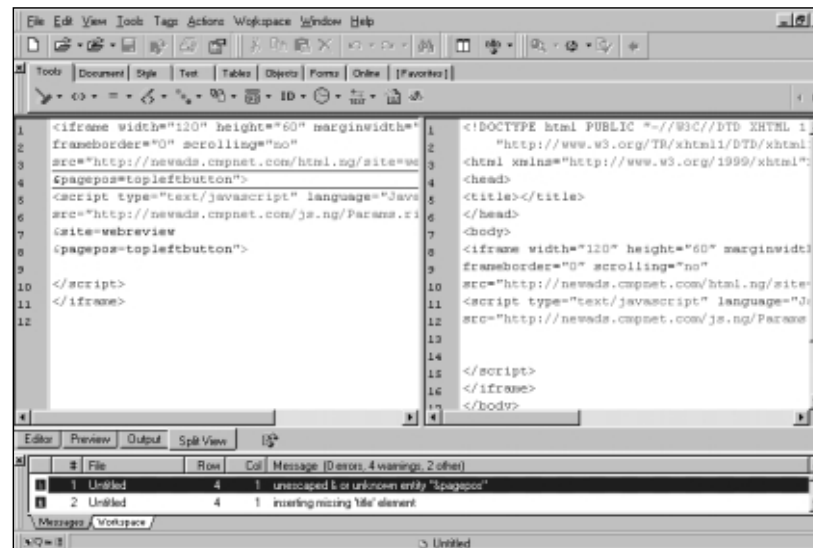 File Edit View Tools Tags Actions Workspace Window Help
Tools Document Style Text Tables Objects Forms Online [Favorites]
ID
1 <iframe width="120" height="60" marginwidth="
2 frameborder="0" scrolling="no"
3 src="http://newads.cmpnet.com/html.ng/site=we
4 &pagepos=topleftbutton">
5 <script type="text/javascript" language="Java
6 src="http://newads.cmpnet.com/js.ng/Params.ri
7 &site=webreview
8 &pagepos=topleftbutton">
9
10 </script>
11 </iframe>
12
1 <!DOCTYPE html PUBLIC "-//W3C//DTD XHTML 1
2 "http://www.w3.org/TR/xhtml1/DTD/xhtml
3 <html xmlns="http://www.w3.org/1999/xhtml"
4 <head>
5 <title></title>
6 </head>
7 <body>
8 <iframe width="120" height="60" marginwidt
9 frameborder="0" scrolling="no"
10 src="http://newads.cmpnet.com/html.ng/site=
11 <script type="text/javascript" language="J
12 src="http://newads.cmpnet.com/js.ng/Params
13
14
15 </script>
16 </iframe>
17 </body>
Editor Preview Output Split View
# File Row Col Message (0 errors, 4 warnings, 2 other)
1 Untitled 4 1 unescaped & or unknown entity "&pagepos"
2 Untitled 4 1 inserting missing 'title' element
Messages Workspace
Untitled